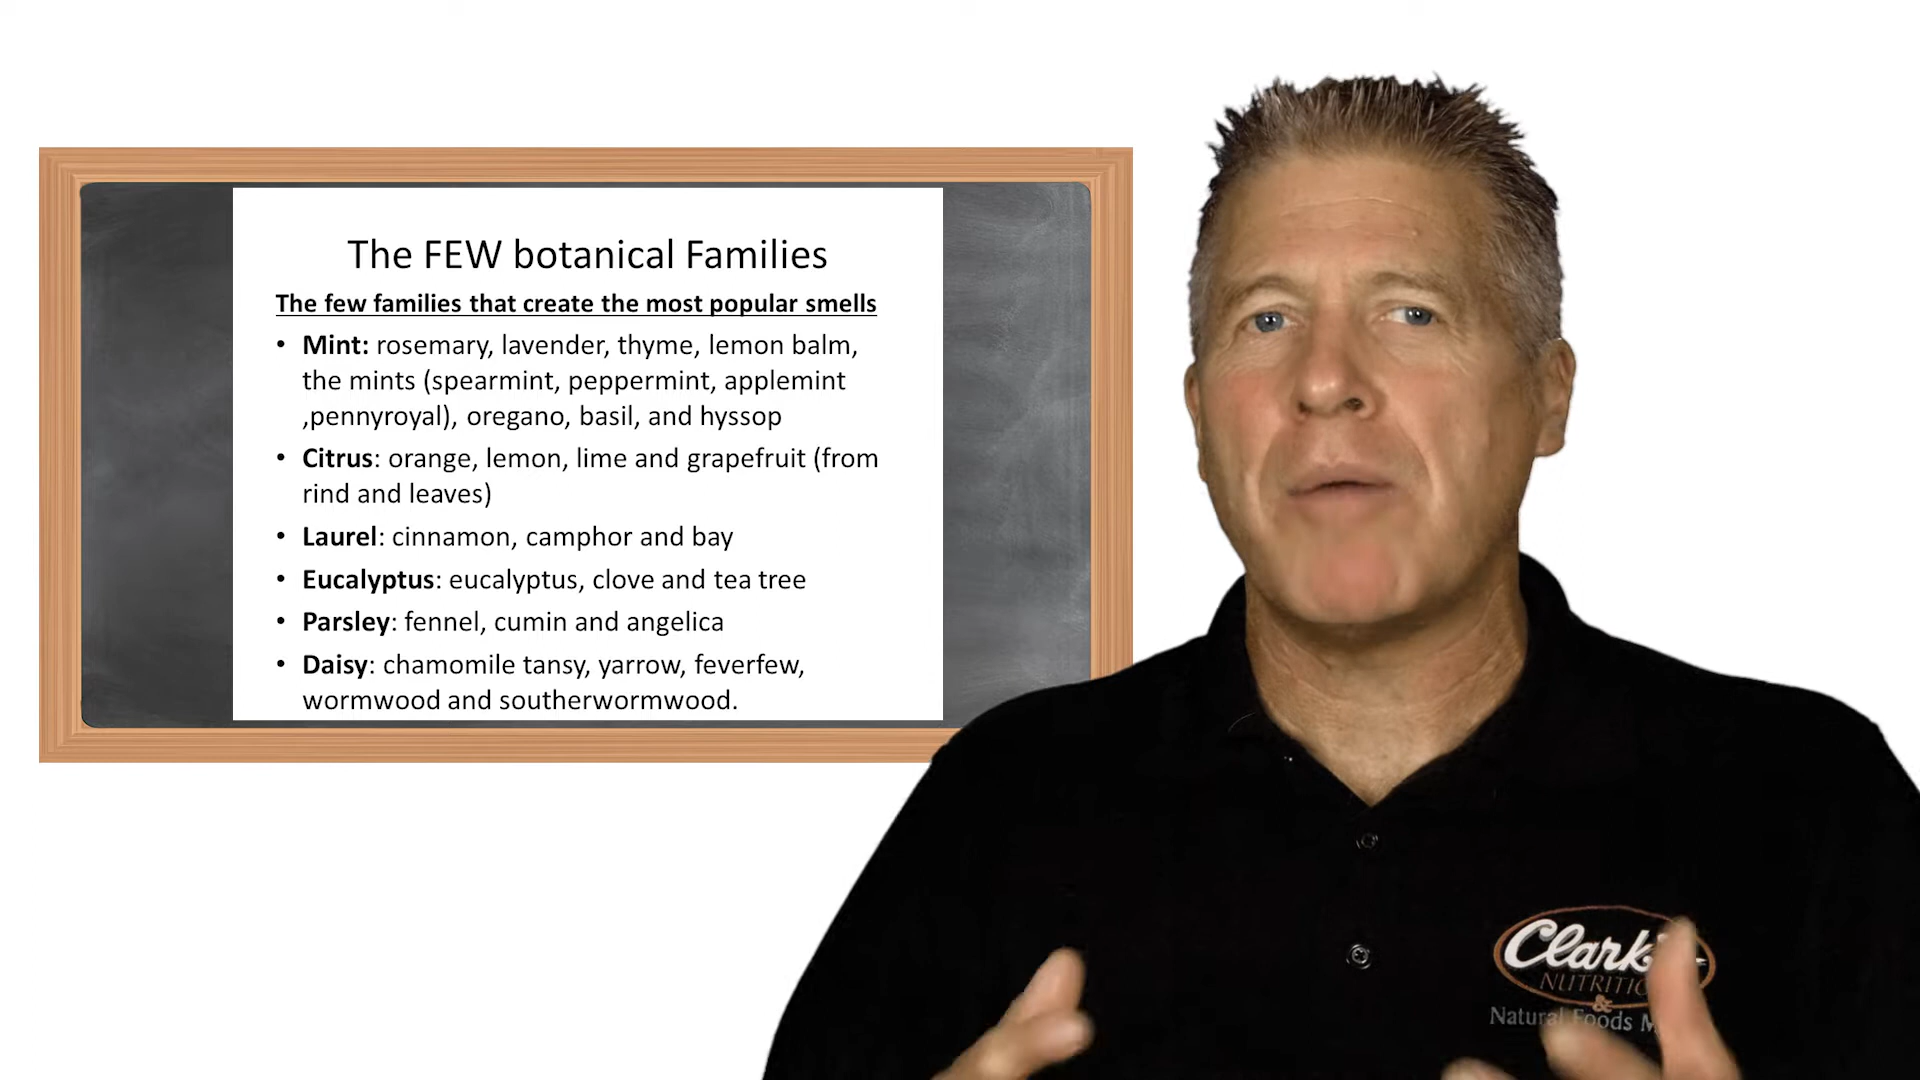 The FEW botanical Families
The few families that create the most popular smells
• Mint: rosemary, lavender, thyme, lemon balm,
the mints (spearmint, peppermint, applemint
,pennyroyal), oregano, basil, and hyssop
• Citrus: orange, lemon, lime and grapefruit (from
rind and leaves)
• Laurel: cinnamon, camphor and bay
• Eucalyptus: eucalyptus, clove and tea tree
• Parsley: fennel, cumin and angelica
• Daisy: chamomile tansy, yarrow, feverfew,
wormwood and southerwormwood.
&
Natural Foods